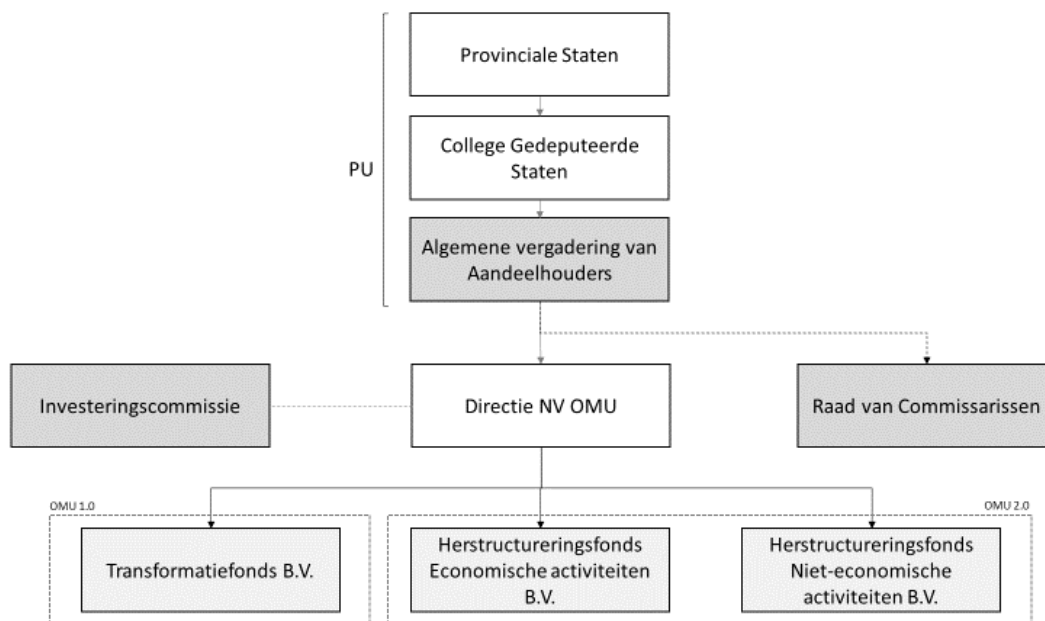 Provinciale Staten
PU
College Gedeputeerde
Staten
Algemene vergadering van
Aandeelhouders
Investeringscommissie
Directie NV OMU
Raad van Commissarissen
OMU 1.0
OMU 2.0
Transformatiefonds B.V.
Herstructureringsfonds
Economische activiteiten
B.V.
Herstructureringsfonds
Niet-economische
activiteiten B.V.